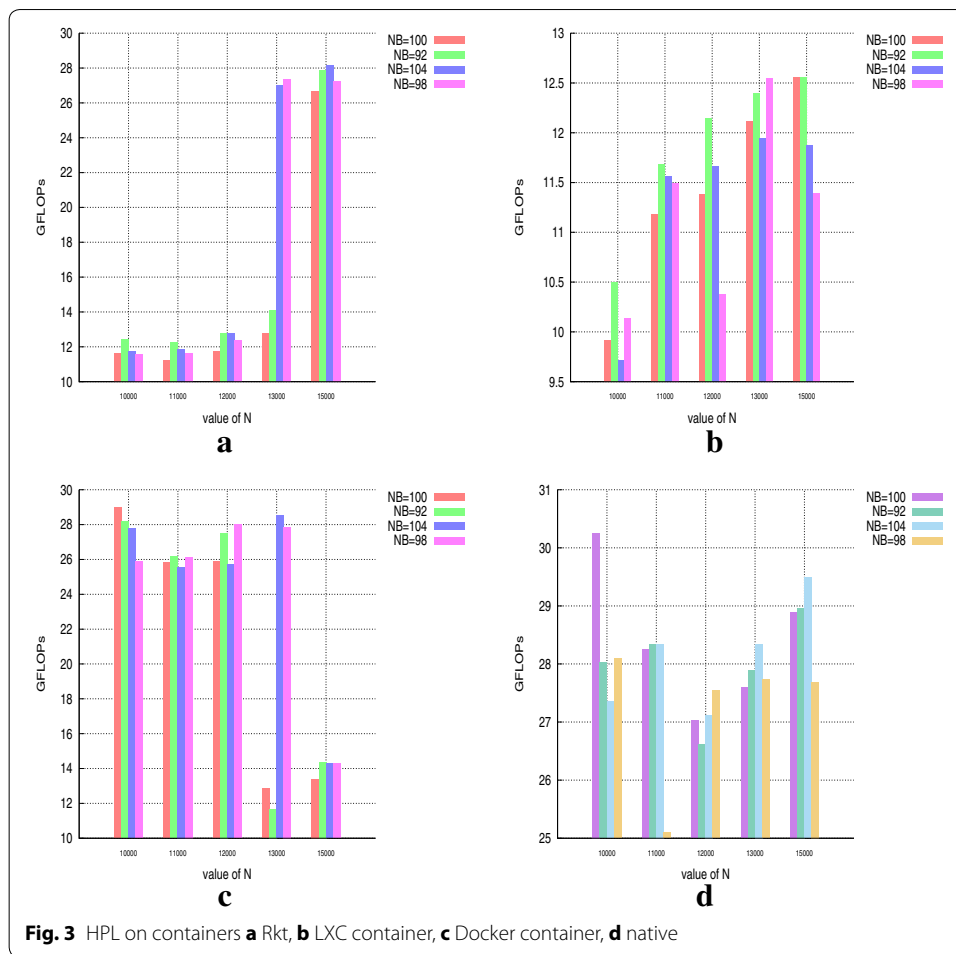 30
28
26
24
22
20
18
16
14
12
10
GFLOPs
10000 11000 12000 13000 15000
value of N
NB=100
NB=92
NB=104
NB=98
a
13
12.5
12
11.5
11
10.5
10
9.5
GFLOPs
10000 11000 12000 13000 15000
value of N
NB=100
NB=92
NB=104
NB=98
b
30
28
26
24
22
20
18
16
14
12
10
GFLOPs
10000 11000 12000 13000 15000
value of N
NB=100
NB=92
NB=104
NB=98
c
31
30
29
28
27
26
25
GFLOPs
10000 11000 12000 13000 15000
value of N
NB=100
NB=92
NB=104
NB=98
d
Fig. 3 HPL on containers a Rkt, b LXC container, c Docker container, d native